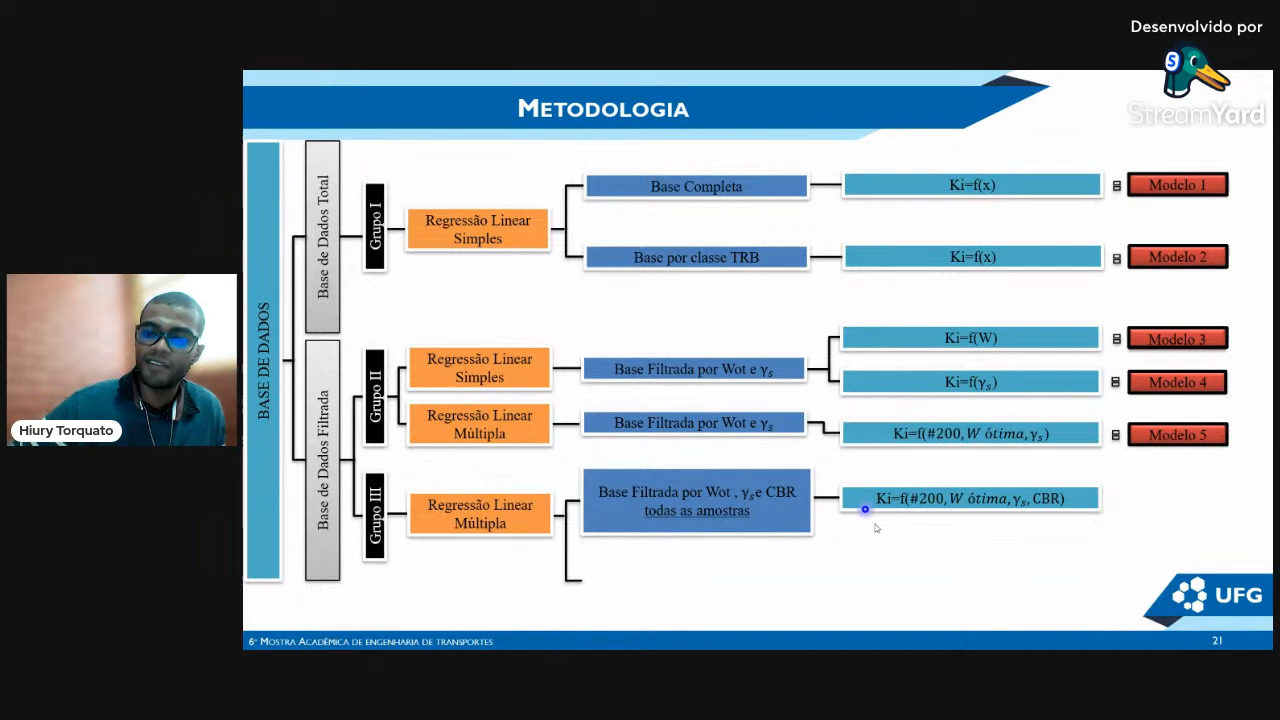 Desenvolvido por
StreamYard
METODOLOGIA
BASE DE DADOS
Base de Dados Total
Grupo I
Regressão Linear
Simples
Base Completa
Ki=f(x)
Modelo 1
Base por classe TRB
Ki=f(x)
Modelo 2
Base de Dados Filtrada
Grupo II
Regressão Linear
Simples
Base Filtrada por Wot e γₛ
Ki=f(W)
Modelo 3
Ki=f(γₛ)
Modelo 4
Regressão Linear
Múltipla
Base Filtrada por Wot e γₛ
Ki=f(#200, W ótima, γₛ)
Modelo 5
Grupo III
Regressão Linear
Múltipla
Base Filtrada por Wot , γₛe CBR
todas as amostras
Ki=f(#200, W ótima, γₛ, CBR)
Hiury Torquato
UFG
6ª MOSTRA ACADÊMICA DE ENGENHARIA DE TRANSPORTES
21